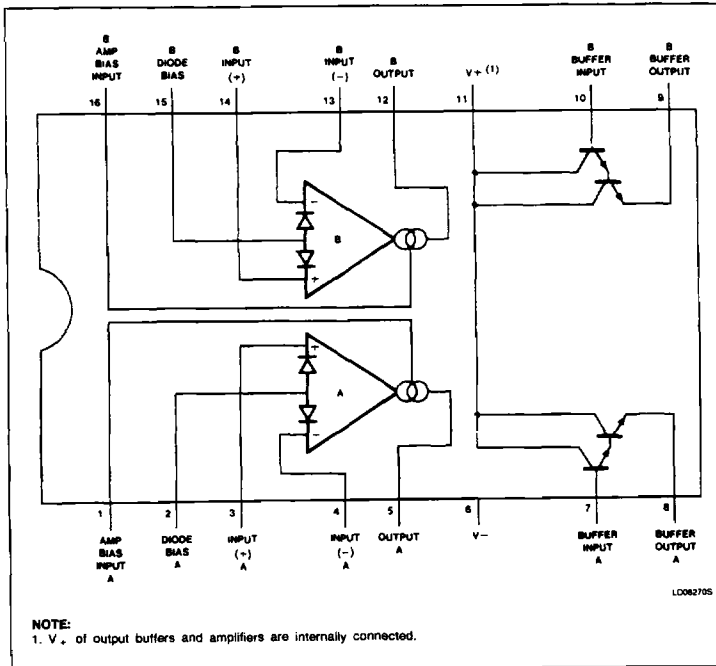 B
AMP
BIAS
INPUT
B
DIODE
BIAS
B
INPUT
(+)
B
INPUT
(−)
B
OUTPUT
V+(1)
B
BUFFER
INPUT
B
BUFFER
OUTPUT
16
15
14
13
12
11
10
9
−
B
+
+
A
−
1
2
3
4
5
6
7
8
AMP
BIAS
INPUT
A
DIODE
BIAS
A
INPUT
(+)
A
INPUT
(−)
A
OUTPUT
A
V−
BUFFER
INPUT
A
BUFFER
OUTPUT
A
LD06270S
NOTE:
1. V+ of output buffers and amplifiers are internally connected.